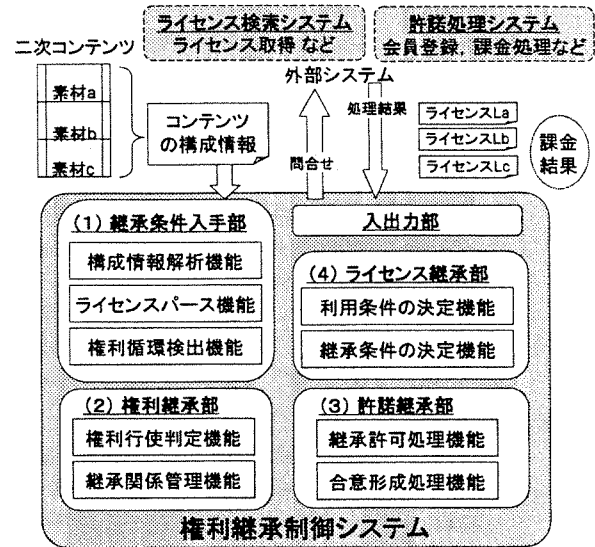 ライセンス検索システム
ライセンス取得 など
許諾処理システム
会員登録, 課金処理など
外部システム
二次コンテンツ
素材a
素材b
素材c
コンテンツ
の構成情報
問合せ
処理結果
ライセンスLa
ライセンスLb
ライセンスLc
課金
結果
(1) 継承条件入手部
構成情報解析機能
ライセンスパース機能
権利循環検出機能
入出力部
(4) ライセンス継承部
利用条件の決定機能
継承条件の決定機能
(2) 権利継承部
権利行使判定機能
継承関係管理機能
(3) 許諾継承部
継承許可処理機能
合意形成処理機能
権利継承制御システム